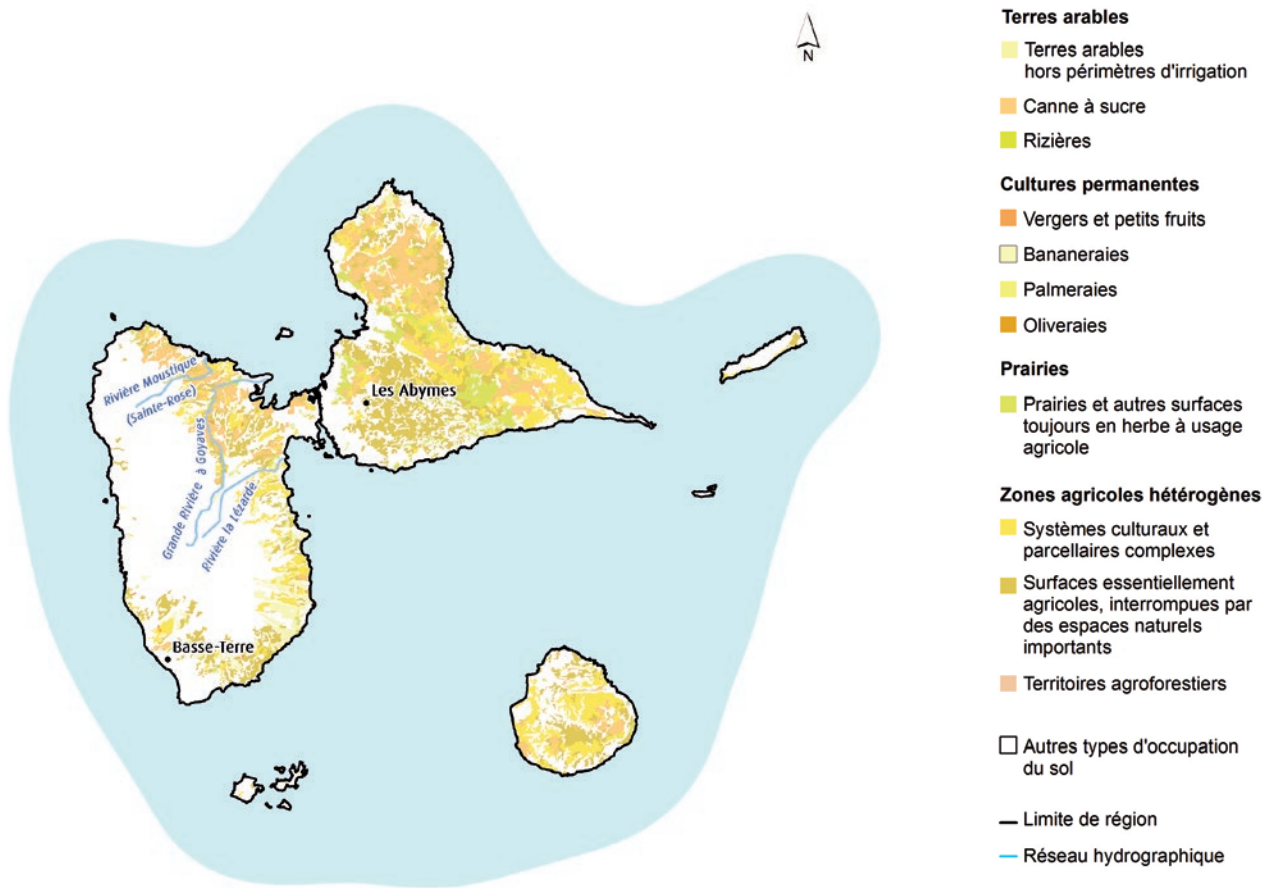 N
Rivière Moustique
(Sainte-Rose)
Grande Rivière à Goyaves
Rivière la Lézarde
Les Abymes
Basse-Terre
Terres arables
Terres arables
hors périmètres d'irrigation
Canne à sucre
Rizières
Cultures permanentes
Vergers et petits fruits
Bananeraies
Palmeraies
Oliveraies
Prairies
Prairies et autres surfaces
toujours en herbe à usage
agricole
Zones agricoles hétérogènes
Systèmes culturaux et
parcellaires complexes
Surfaces essentiellement
agricoles, interrompues par
des espaces naturels
importants
Territoires agroforestiers
Autres types d'occupation
du sol
Limite de région
Réseau hydrographique